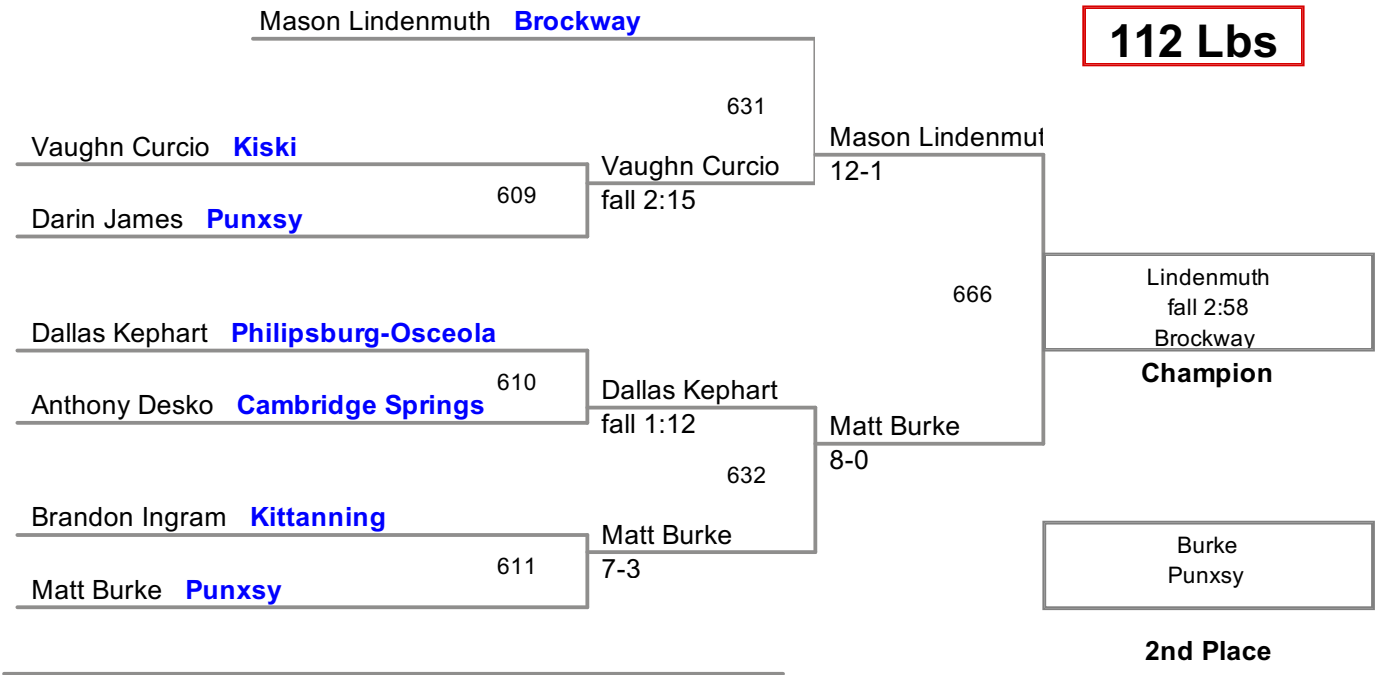 Mason Lindenmuth Brockway
112 Lbs
631
Vaughn Curcio Kiski
Mason Lindenmut
Vaughn Curcio
12-1
609
fall 2:15
Darin James Punxsy
666
Lindenmuth
fall 2:58
Brockway
Dallas Kephart Philipsburg-Osceola
Champion
610
Dallas Kephart
Anthony Desko Cambridge Springs
fall 1:12
Matt Burke
8-0
632
Brandon Ingram Kittanning
Matt Burke
Burke
611
7-3
Punxsy
Matt Burke Punxsy
2nd Place